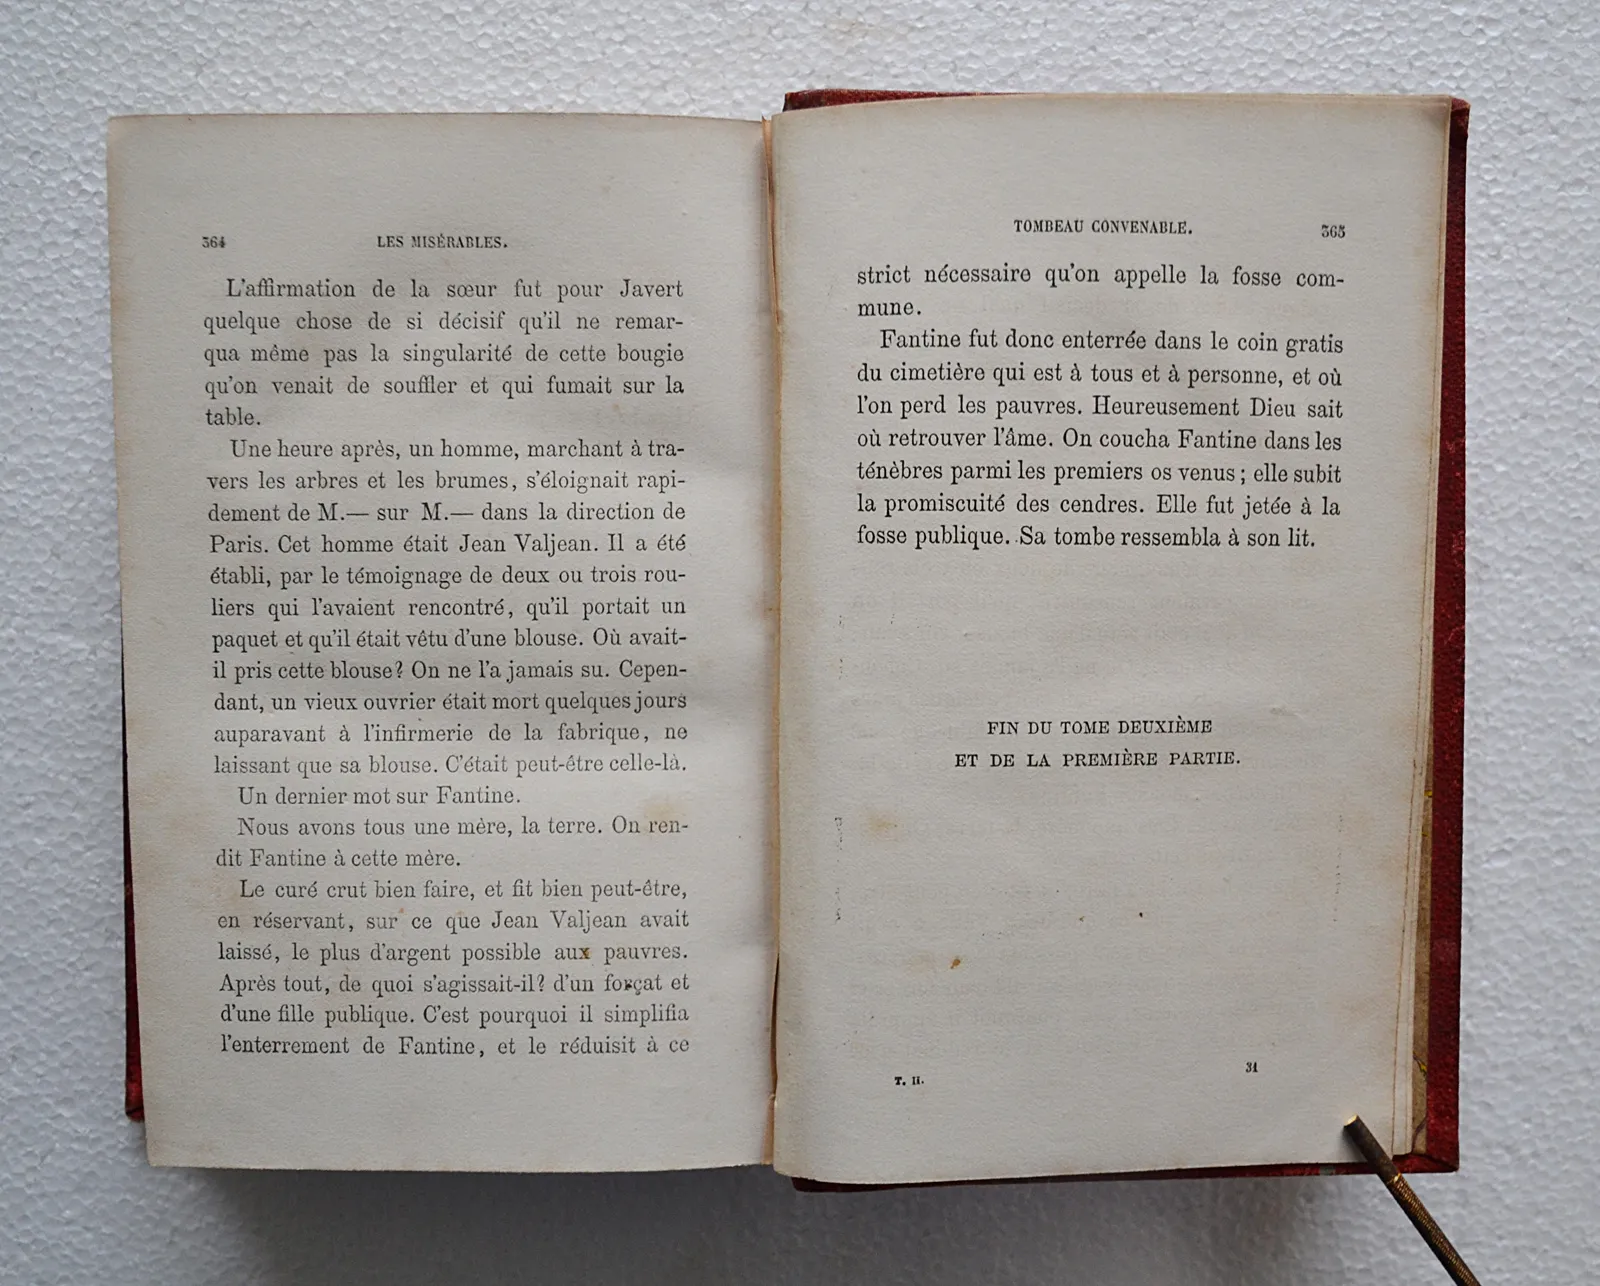 364 LES MISÉRABLES.
L'affirmation de la sœur fut pour Javert
quelque chose de si décisif qu'il ne remar-
qua même pas la singularité de cette bougie
qu'on venait de souffler et qui fumait sur la
table.
Une heure après, un homme, marchant à tra-
vers les arbres et les brumes, s'éloignait rapi-
dement de M.— sur M.— dans la direction de
Paris. Cet homme était Jean Valjean. Il a été
établi, par le témoignage de deux ou trois rou-
liers qui l'avaient rencontré, qu'il portait un
paquet et qu'il était vêtu d'une blouse. Où avait-
il pris cette blouse? On ne l'a jamais su. Cepen-
dant, un vieux ouvrier était mort quelques jours
auparavant à l'infirmerie de la fabrique, ne
laissant que sa blouse. C'était peut-être celle-là.
Un dernier mot sur Fantine.
Nous avons tous une mère, la terre. On ren-
dit Fantine à cette mère.
Le curé crut bien faire, et fit bien peut-être,
en réservant, sur ce que Jean Valjean avait
laissé, le plus d'argent possible aux pauvres.
Après tout, de quoi s'agissait-il? d'un forçat et
d'une fille publique. C'est pourquoi il simplifia
l'enterrement de Fantine, et le réduisit à ce
TOMBEAU CONVENABLE. 365
strict nécessaire qu'on appelle la fosse com-
mune.
Fantine fut donc enterrée dans le coin gratis
du cimetière qui est à tous et à personne, et où
l'on perd les pauvres. Heureusement Dieu sait
où retrouver l'âme. On coucha Fantine dans les
ténèbres parmi les premiers os venus; elle subit
la promiscuité des cendres. Elle fut jetée à la
fosse publique. Sa tombe ressembla à son lit.
FIN DU TOME DEUXIÈME
ET DE LA PREMIÈRE PARTIE.
T. II. 31